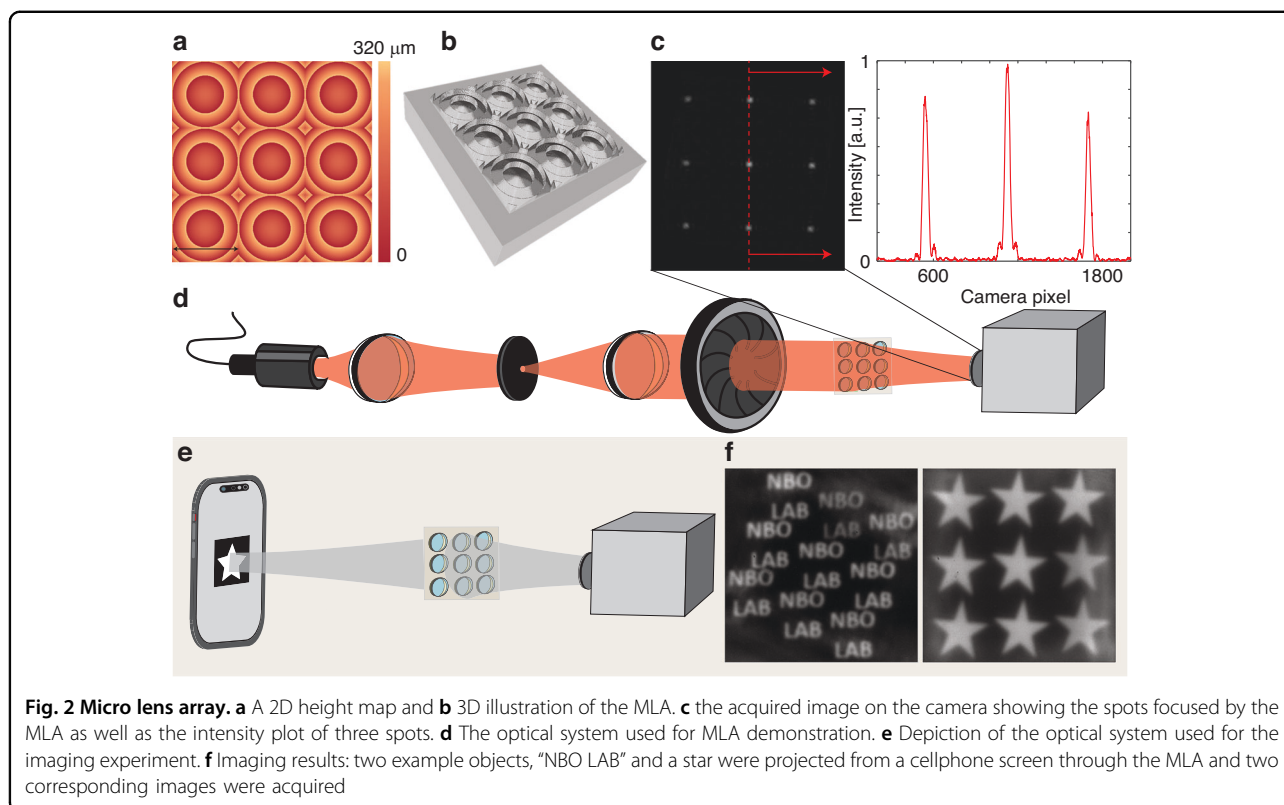 a
320 μm
0
b
c
1
Intensity [a.u.]
0
600
1800
Camera pixel
d
e
f
NBO
LAB
NBO
LAB
NBO
LAB
NBO
LAB
NBO
LAB
NBO
LAB
NBO
LAB
NBO
LAB
NBO
LAB
Fig. 2 Micro lens array. a A 2D height map and b 3D illustration of the MLA. c the acquired image on the camera showing the spots focused by the
MLA as well as the intensity plot of three spots. d The optical system used for MLA demonstration. e Depiction of the optical system used for the
imaging experiment. f Imaging results: two example objects, “NBO LAB” and a star were projected from a cellphone screen through the MLA and two
corresponding images were acquired